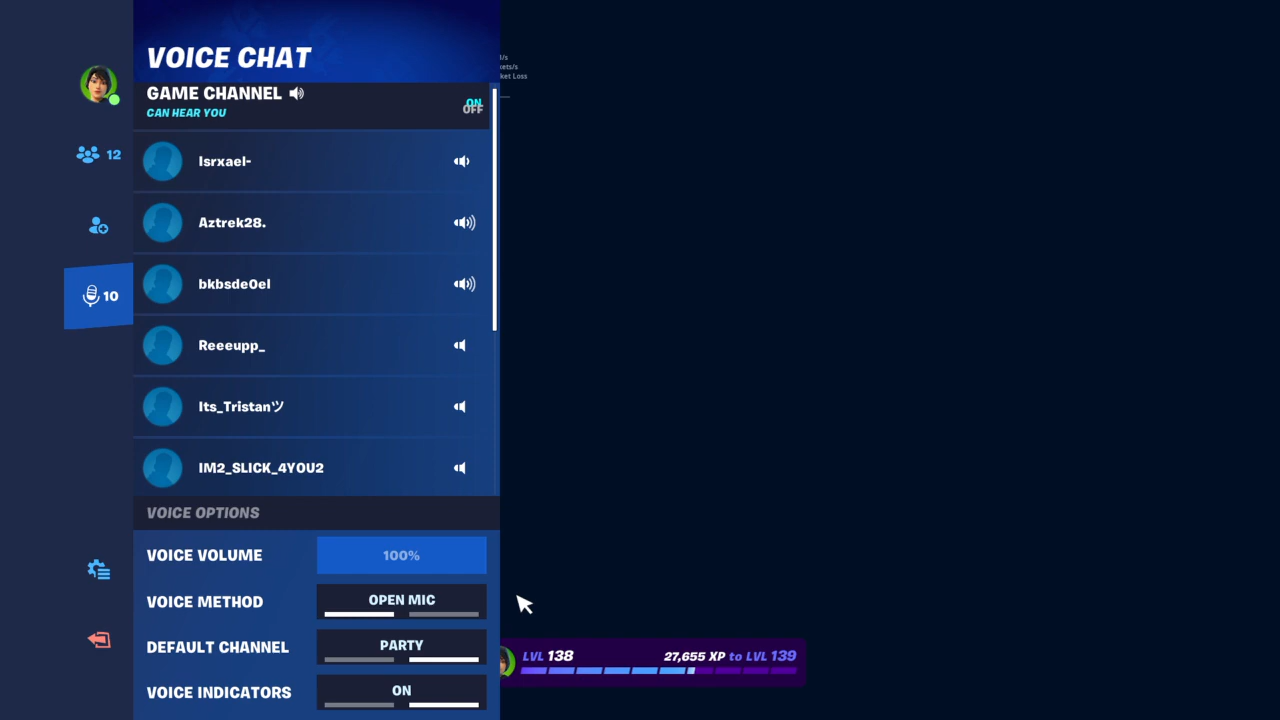 VOICE CHAT
GAME CHANNEL
CAN HEAR YOU
ON
OFF
12
10
Isrxael-
Aztrek28.
bkbsde0el
Reeeupp_
Its_Tristanツ
IM2_SLICK_4YOU2
VOICE OPTIONS
VOICE VOLUME 100%
VOICE METHOD OPEN MIC
DEFAULT CHANNEL PARTY
VOICE INDICATORS ON
ket Loss
LVL 138 27,655 XP to LVL 139